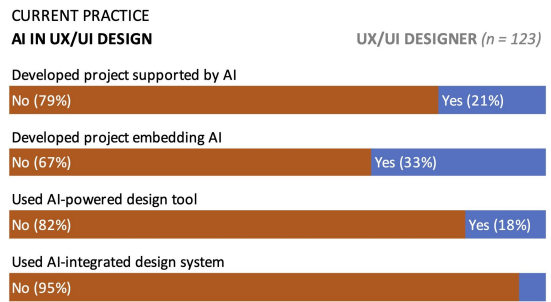 CURRENT PRACTICE
AI IN UX/UI DESIGN
UX/UI DESIGNER (n = 123)
Developed project supported by AI
No (79%) Yes (21%)
Developed project embedding AI
No (67%) Yes (33%)
Used AI-powered design tool
No (82%) Yes (18%)
Used AI-integrated design system
No (95%)